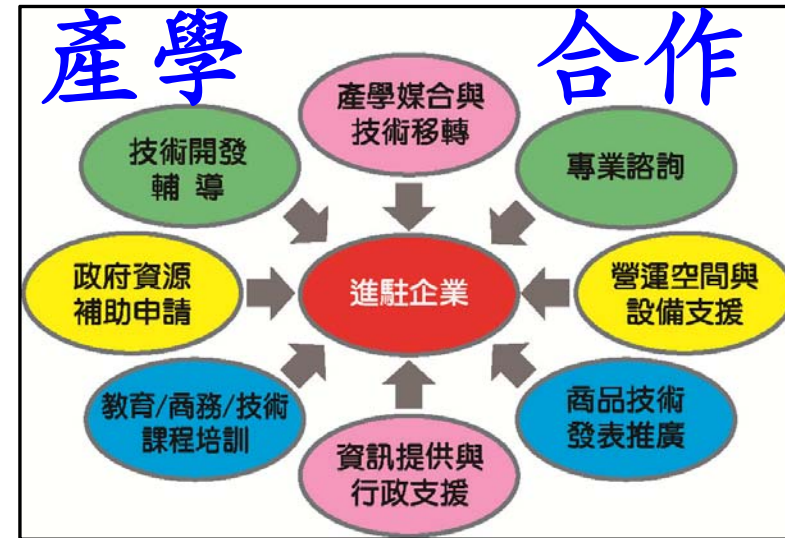 產學 合作
產學媒合與
技術移轉
技術開發
輔 導
專業諮詢
政府資源
補助申請
進駐企業
營運空間與
設備支援
教育/商務/技術
課程培訓
商品技術
發表推廣
資訊提供與
行政支援